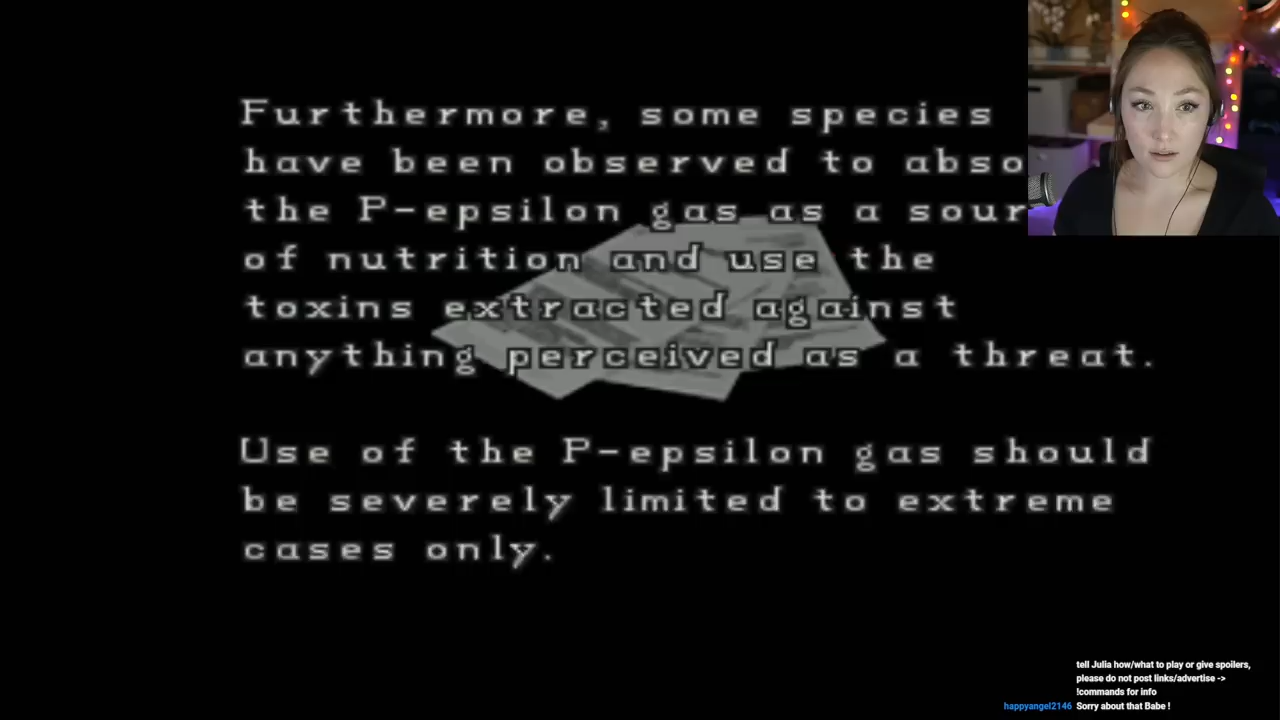 Furthermore, some species
have been observed to abso
the P-epsilon gas as a sour
of nutrition and use the
toxins extracted against
anything perceived as a threat.
Use of the P-epsilon gas should
be severely limited to extreme
cases only.
tell Julia how/what to play or give spoilers,
please do not post links/advertise ->
!commands for info
happyangel2146 Sorry about that Babe !